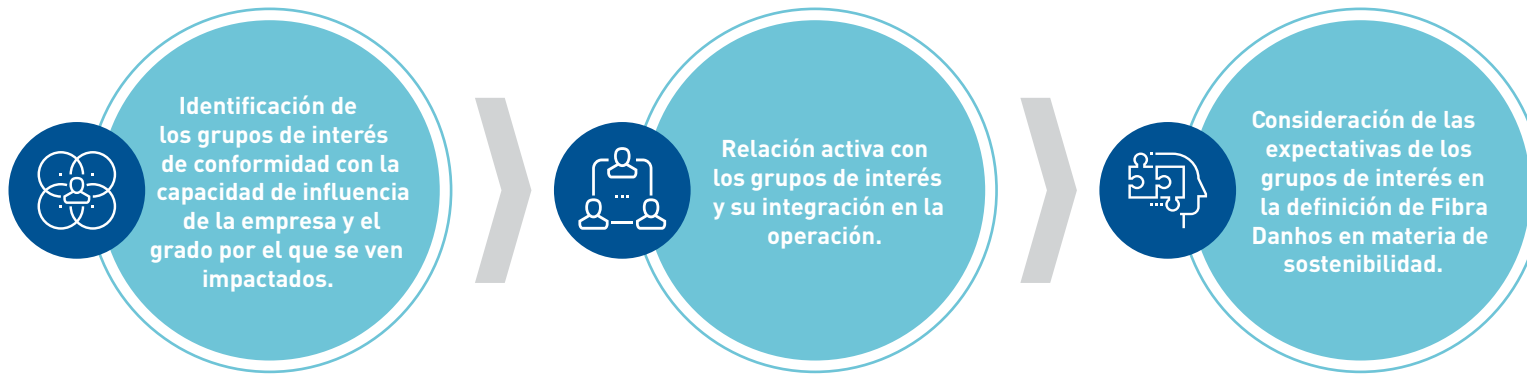 Identificación de
los grupos de interés
de conformidad con la
capacidad de influencia
de la empresa y el
grado por el que se ven
impactados.
Relación activa con
los grupos de interés
y su integración en la
operación.
Consideración de las
expectativas de los
grupos de interés en
la definición de Fibra
Danhos en materia de
sostenibilidad.